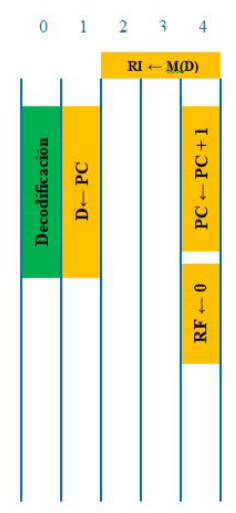 0 1 2 3 4
RI ← M(D)
Decodificación
D← PC
PC ← PC + 1
RF ← 0